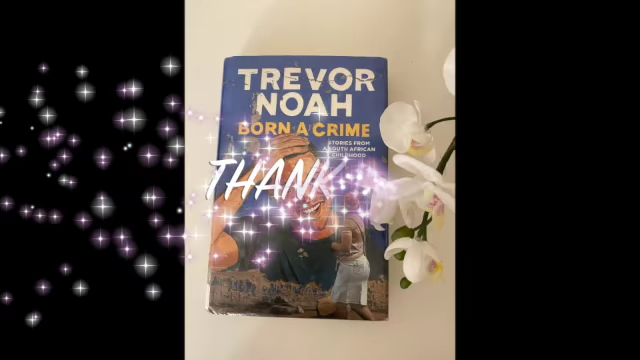 TREVOR
NOAH
BORN A CRIME
STORIES FROM
A SOUTH AFRICAN
CHILDHOOD
THANK